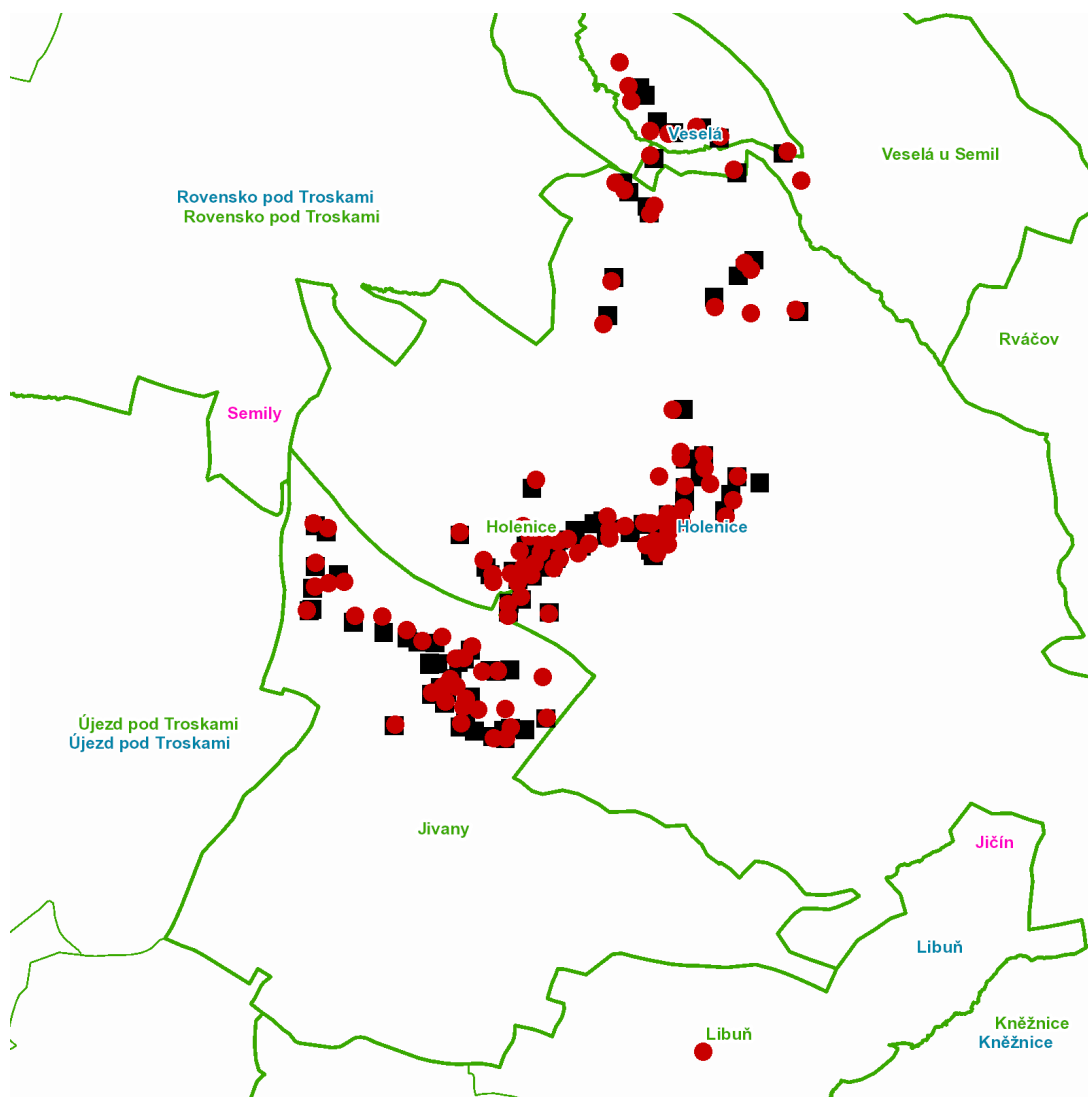 Veselá
Veselá u Semil
Rovensko pod Troskami
Rovensko pod Troskami
Rváčov
Semily
Holenice
Holenice
Újezd pod Troskami
Újezd pod Troskami
Jivany
Jičín
Libuň
Kněžnice
Libuň
Kněžnice